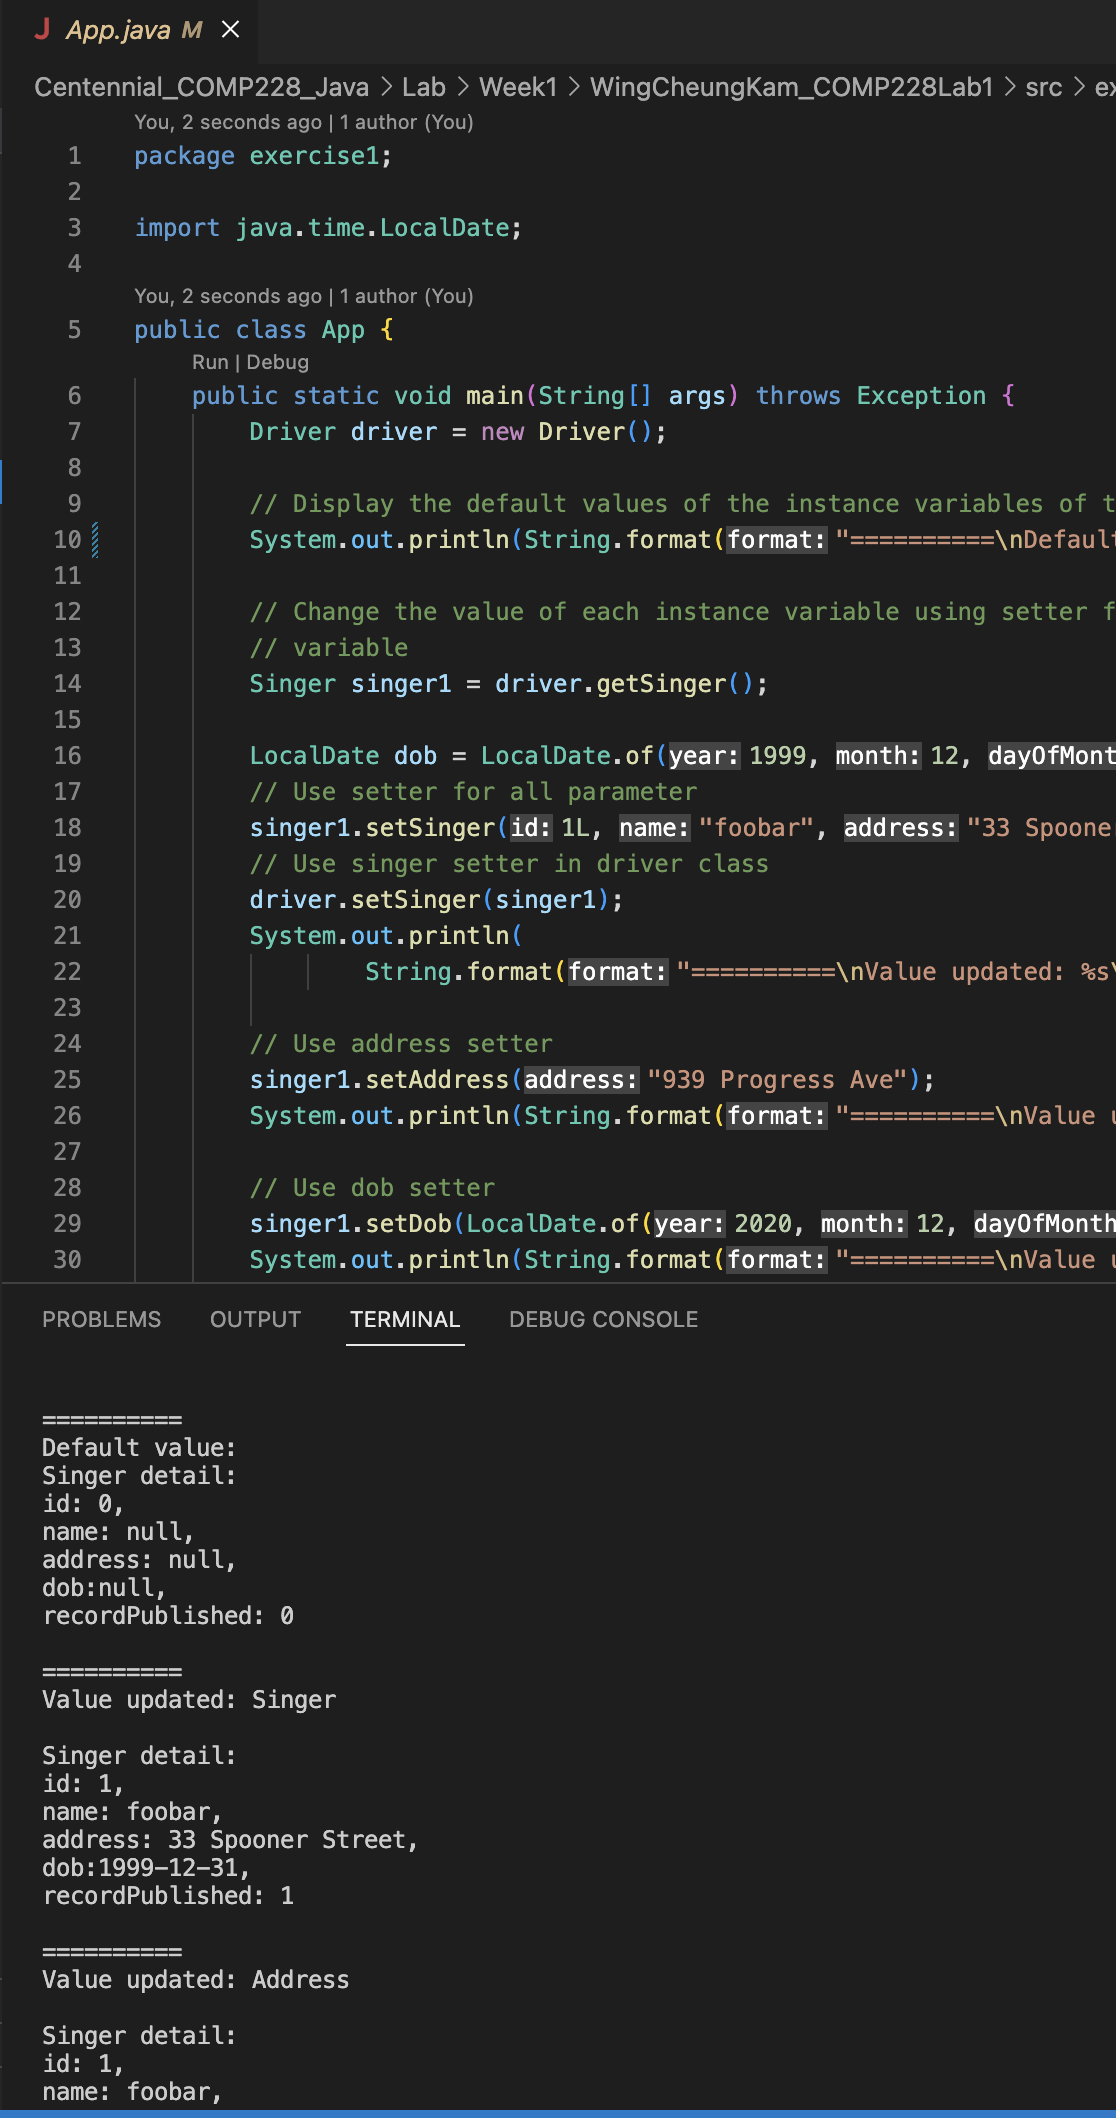 J App.java M ×
Centennial_COMP228_Java > Lab > Week1 > WingCheungKam_COMP228Lab1 > src > ex
You, 2 seconds ago | 1 author (You)
1 package exercise1;
2
3 import java.time.LocalDate;
4
You, 2 seconds ago | 1 author (You)
5 public class App {
Run | Debug
6 public static void main(String[] args) throws Exception {
7 Driver driver = new Driver();
8
9 // Display the default values of the instance variables of t
10 System.out.println(String.format(format: "==========\nDefault
11
12 // Change the value of each instance variable using setter f
13 // variable
14 Singer singer1 = driver.getSinger();
15
16 LocalDate dob = LocalDate.of(year: 1999, month: 12, dayOfMont
17 // Use setter for all parameter
18 singer1.setSinger(id: 1L, name: "foobar", address: "33 Spooner
19 // Use singer setter in driver class
20 driver.setSinger(singer1);
21 System.out.println(
22 String.format(format: "==========\nValue updated: %s\
23
24 // Use address setter
25 singer1.setAddress(address: "939 Progress Ave");
26 System.out.println(String.format(format: "==========\nValue u
27
28 // Use dob setter
29 singer1.setDob(LocalDate.of(year: 2020, month: 12, dayOfMonth
30 System.out.println(String.format(format: "==========\nValue u
PROBLEMS OUTPUT TERMINAL DEBUG CONSOLE
==========
Default value:
Singer detail:
id: 0,
name: null,
address: null,
dob:null,
recordPublished: 0
==========
Value updated: Singer
Singer detail:
id: 1,
name: foobar,
address: 33 Spooner Street,
dob:1999-12-31,
recordPublished: 1
==========
Value updated: Address
Singer detail:
id: 1,
name: foobar,